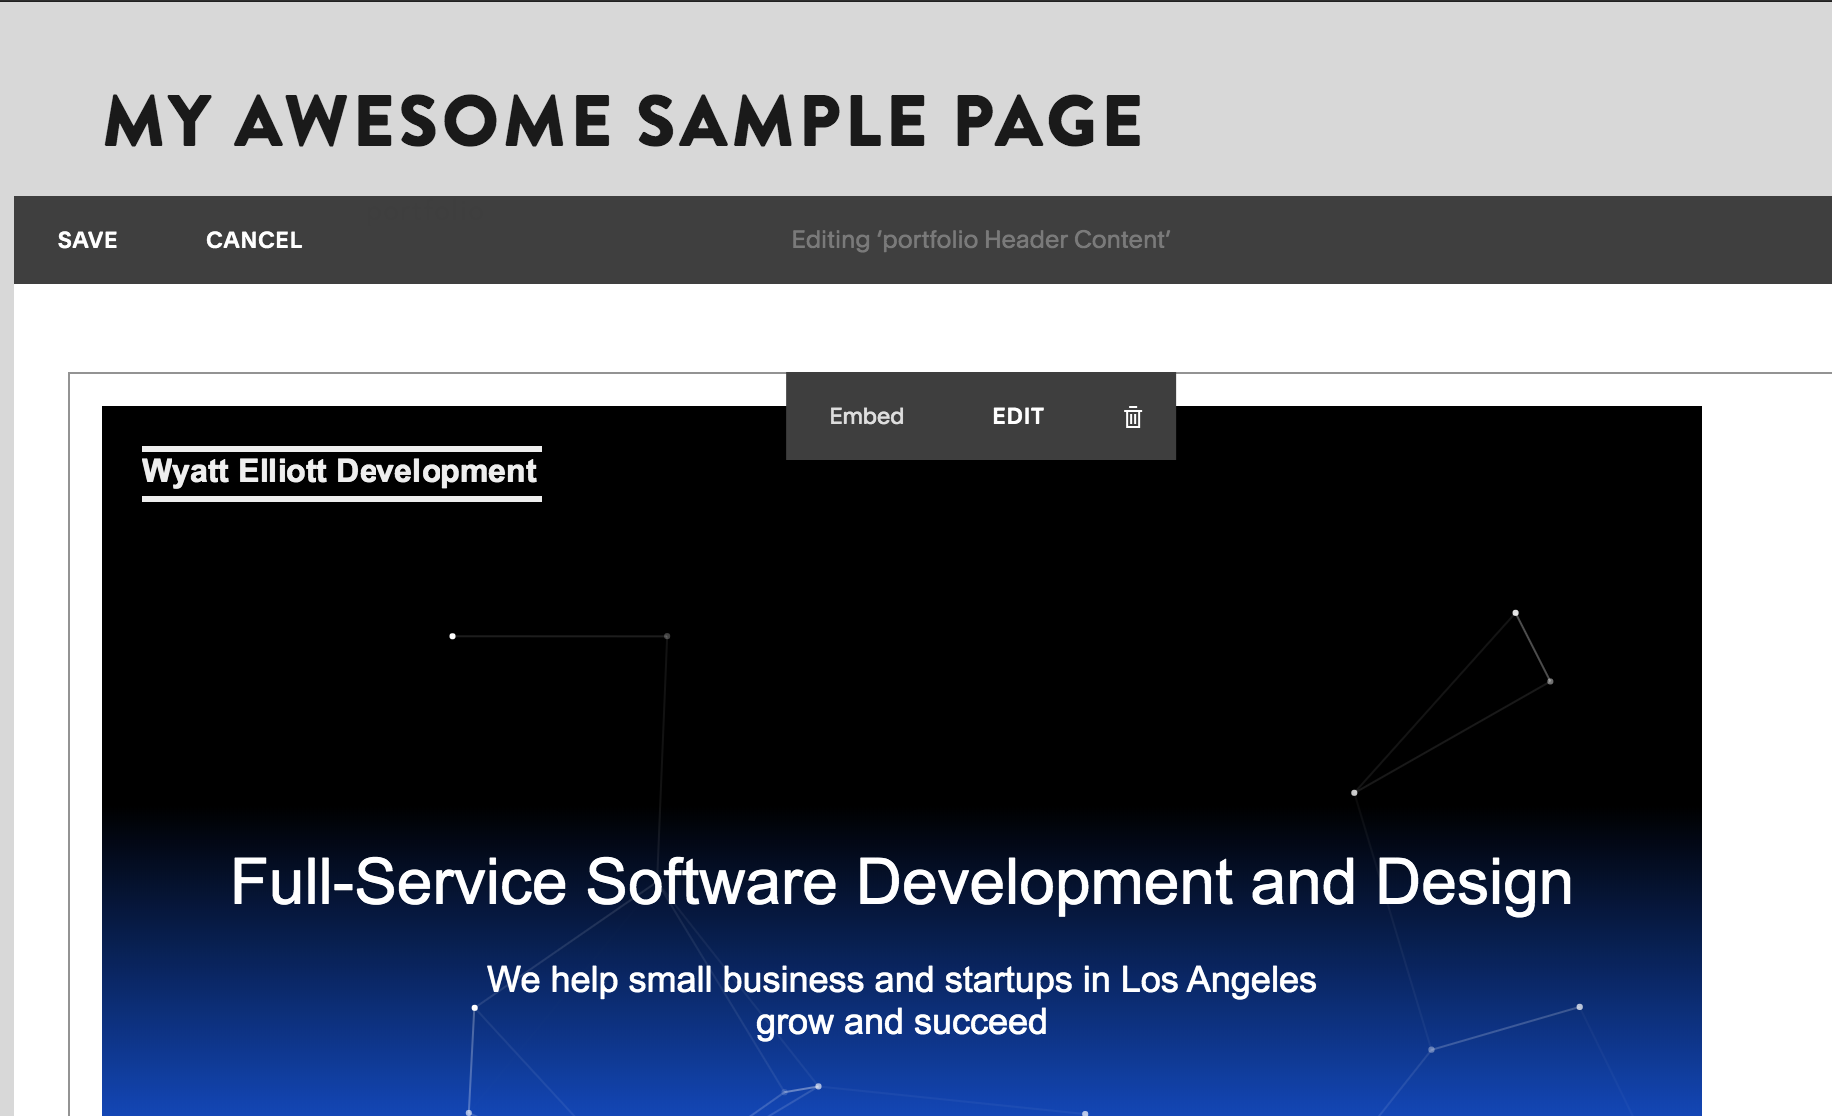 MY AWESOME SAMPLE PAGE
SAVE CANCEL Editing ‘portfolio Header Content’
Embed EDIT
Wyatt Elliott Development
Full-Service Software Development and Design
We help small business and startups in Los Angeles
grow and succeed